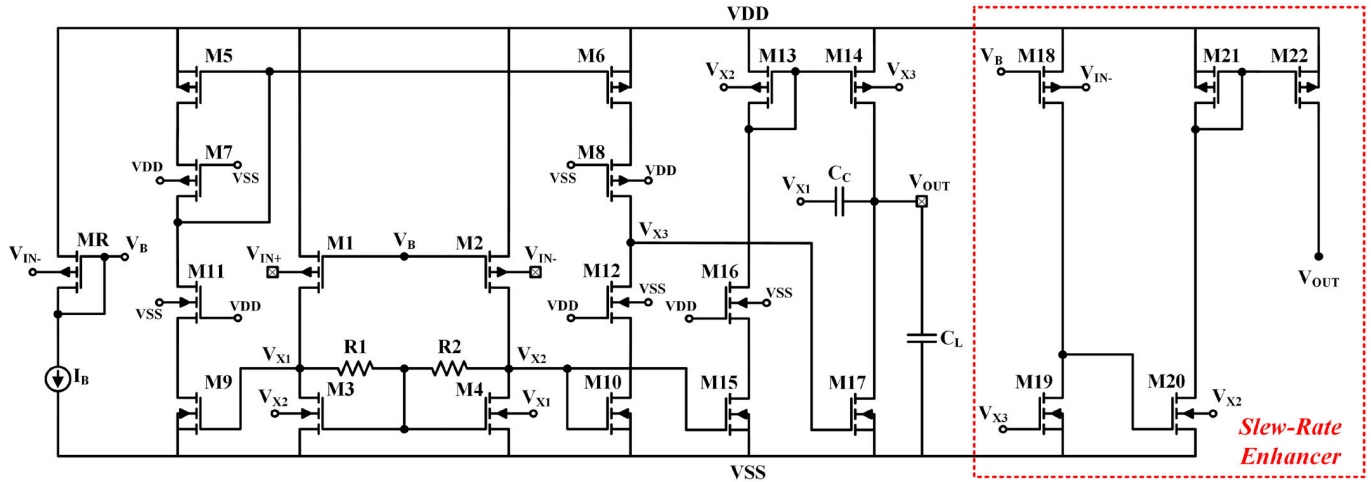 VDD
M5
M6
M13
M14
M18
M21
M22
VX2
VX3
VB
VIN-
M7
VDD
VSS
M8
VSS
VDD
CC
VX1
VOUT
MR
VB
VIN-
M1
VIN+
VB
M2
VIN-
VX3
M11
VSS
VDD
M12
VSS
VDD
M16
VSS
VDD
VOUT
CL
IB
VX1
R1
R2
VX2
M9
M3
VX2
M4
VX1
M10
M15
M17
M19
VX3
M20
VX2
VSS
Slew-Rate
Enhancer